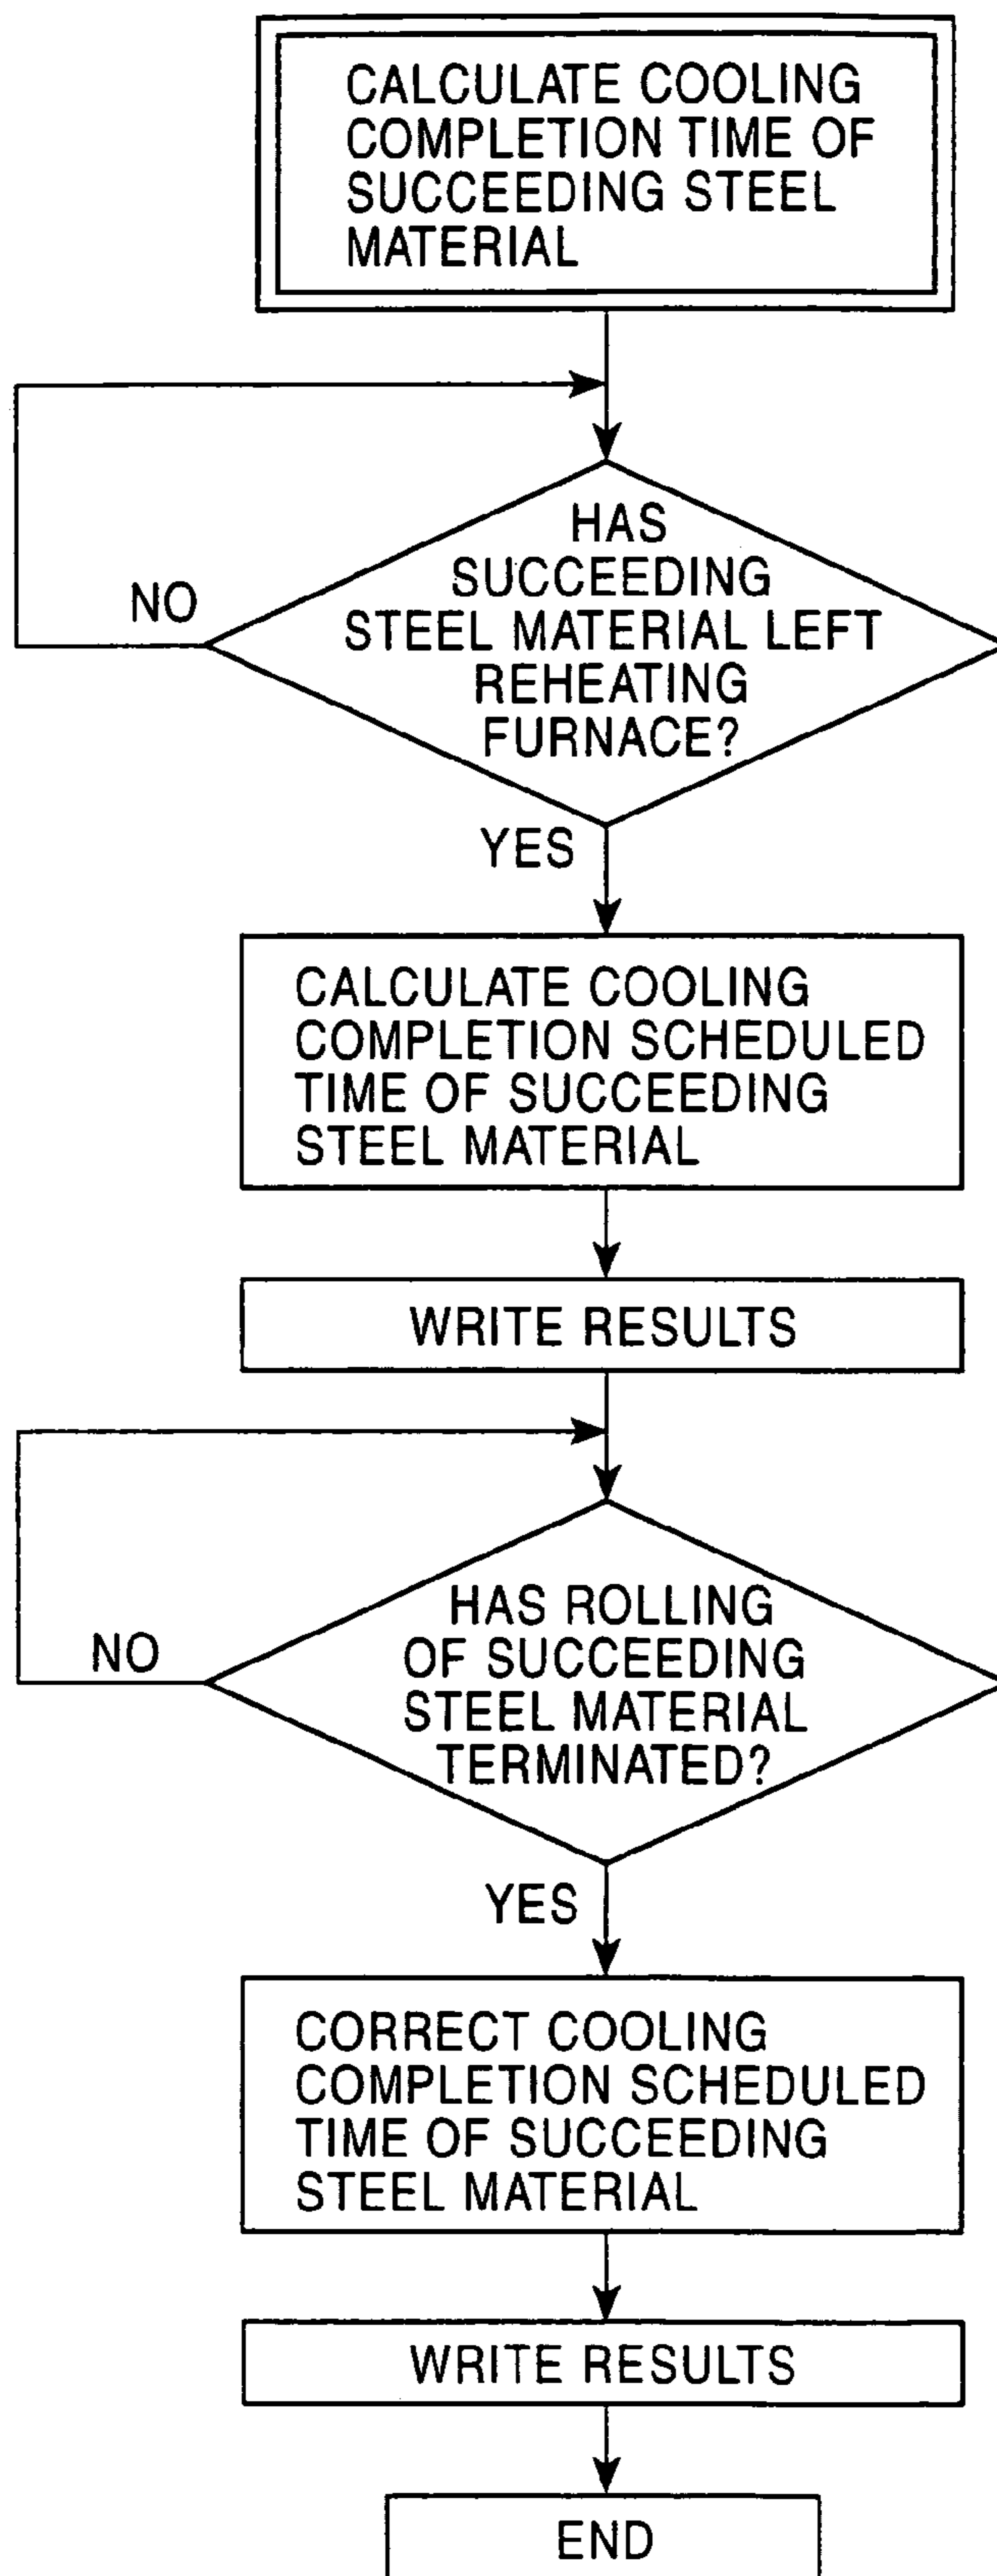 CALCULATE COOLING
COMPLETION TIME OF
SUCCEEDING STEEL
MATERIAL
HAS
SUCCEEDING
STEEL MATERIAL LEFT
REHEATING
FURNACE?
NO
YES
CALCULATE COOLING
COMPLETION SCHEDULED
TIME OF SUCCEEDING
STEEL MATERIAL
WRITE RESULTS
HAS ROLLING
OF SUCCEEDING
STEEL MATERIAL
TERMINATED?
NO
YES
CORRECT COOLING
COMPLETION SCHEDULED
TIME OF SUCCEEDING
STEEL MATERIAL
WRITE RESULTS
END